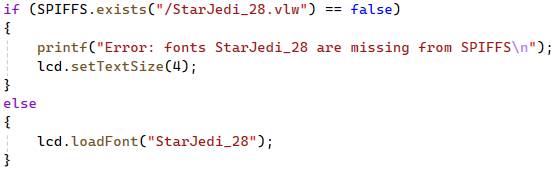 if (SPIFFS.exists("/StarJedi_28.vlw") == false)
{
    printf("Error: fonts StarJedi_28 are missing from SPIFFS\n");
    lcd.setTextSize(4);
}
else
{
    lcd.loadFont("StarJedi_28");
}